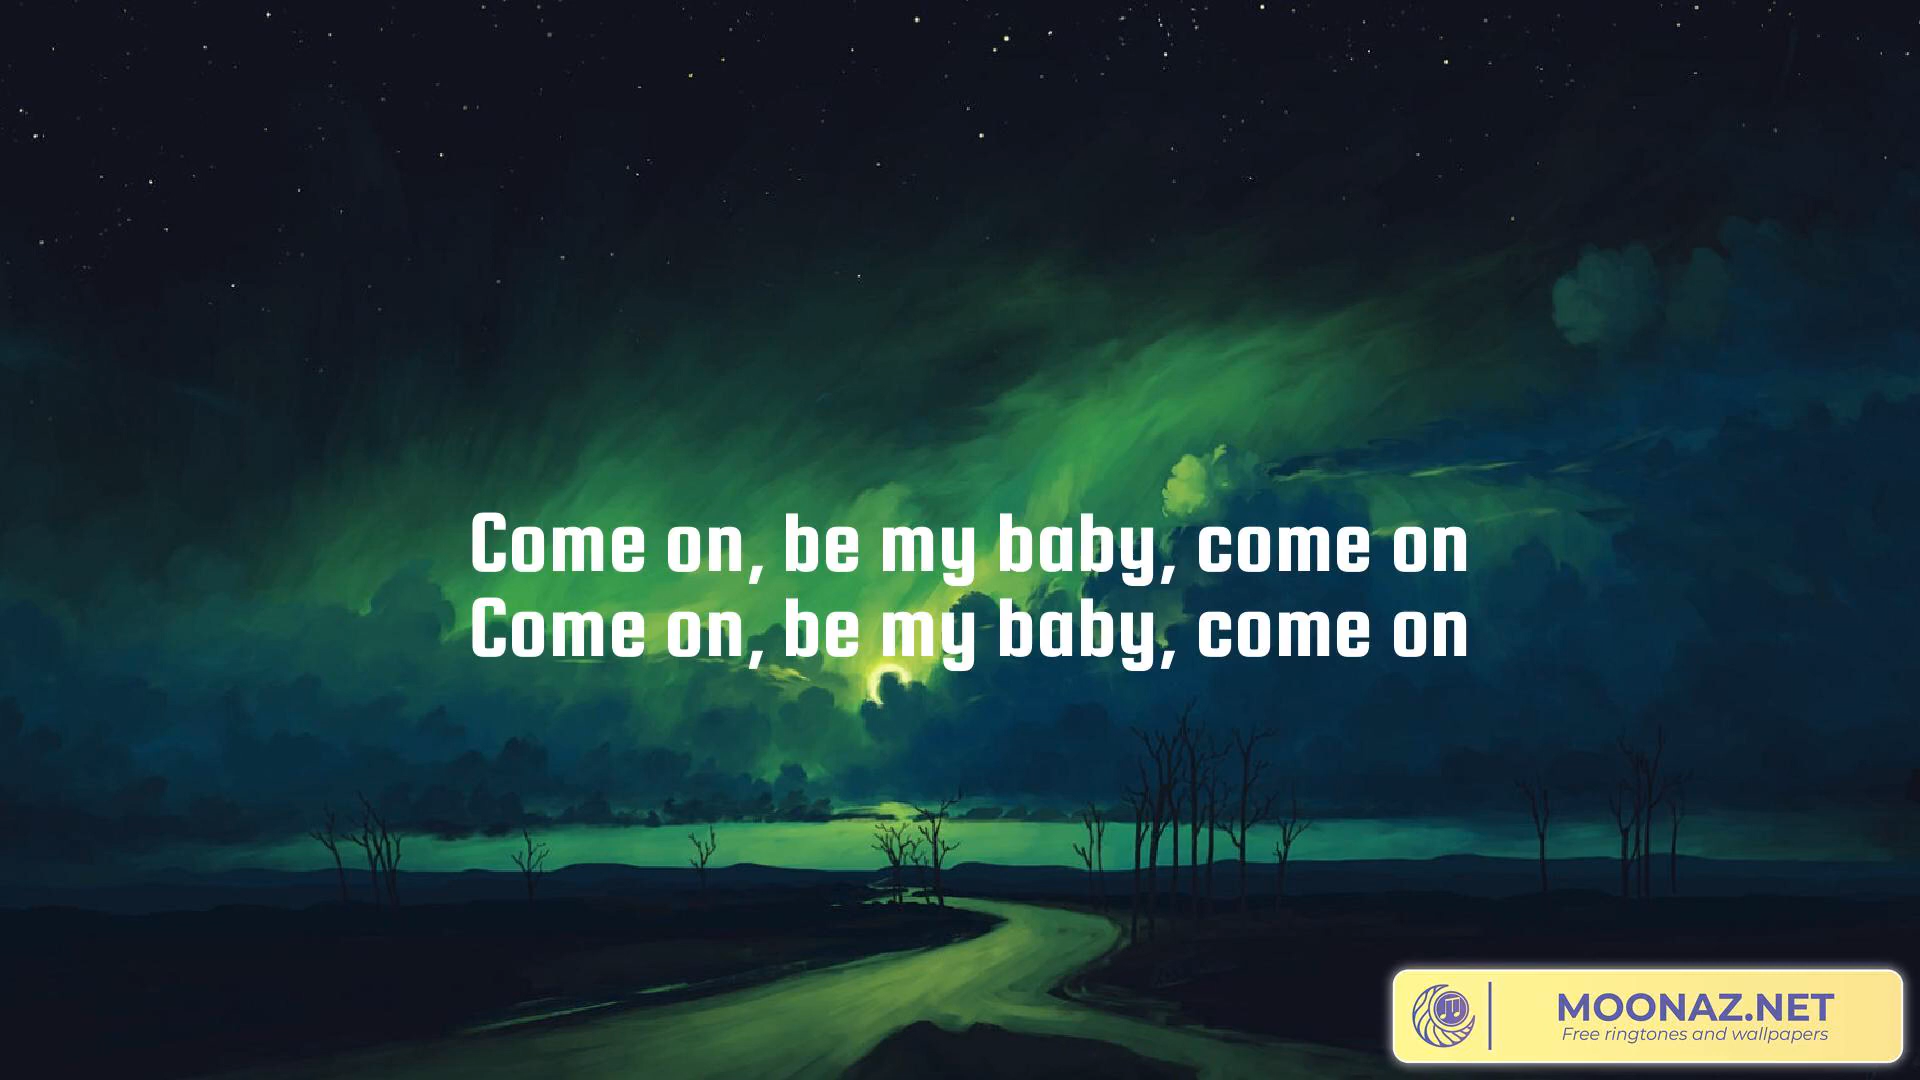 Come on, be my baby, come on
Come on, be my baby, come on
MOONAZ.NET
Free ringtones and wallpapers